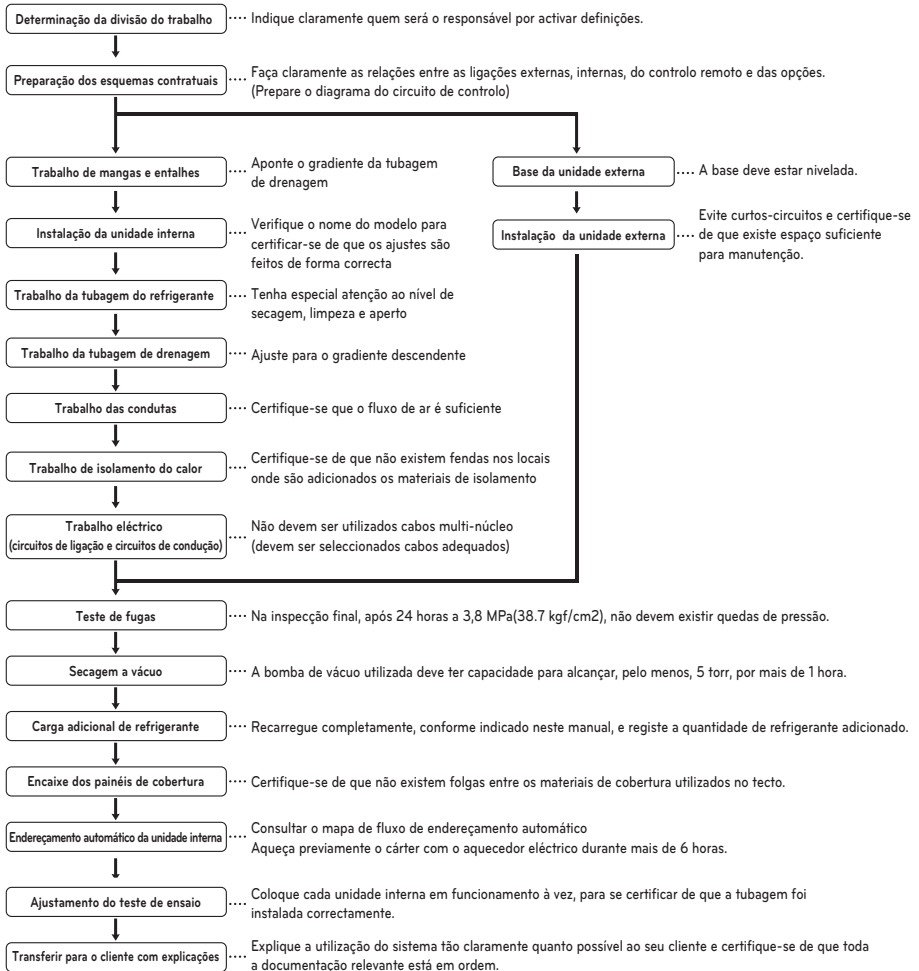 Determinação da divisão do trabalho
···· Indique claramente quem será o responsável por activar definições.
Preparação dos esquemas contratuais
···· Faça claramente as relações entre as ligações externas, internas, do controlo remoto e das opções.
(Prepare o diagrama do circuito de controlo)
Trabalho de mangas e entalhes
···· Aponte o gradiente da tubagem
de drenagem
Base da unidade externa
···· A base deve estar nivelada.
Instalação da unidade interna
···· Verifique o nome do modelo para
certificar-se de que os ajustes são
feitos de forma correcta
Instalação da unidade externa
Evite curtos-circuitos e certifique-se
···· de que existe espaço suficiente
para manutenção.
Trabalho da tubagem do refrigerante
···· Tenha especial atenção ao nível de
secagem, limpeza e aperto
Trabalho da tubagem de drenagem
···· Ajuste para o gradiente descendente
Trabalho das condutas
···· Certifique-se que o fluxo de ar é suficiente
Trabalho de isolamento do calor
···· Certifique-se de que não existem fendas nos locais
onde são adicionados os materiais de isolamento
Trabalho eléctrico
(circuitos de ligação e circuitos de condução)
···· Não devem ser utilizados cabos multi-núcleo
(devem ser seleccionados cabos adequados)
Teste de fugas
···· Na inspecção final, após 24 horas a 3,8 MPa(38.7 kgf/cm2), não devem existir quedas de pressão.
Secagem a vácuo
···· A bomba de vácuo utilizada deve ter capacidade para alcançar, pelo menos, 5 torr, por mais de 1 hora.
Carga adicional de refrigerante
···· Recarregue completamente, conforme indicado neste manual, e registe a quantidade de refrigerante adicionado.
Encaixe dos painéis de cobertura
···· Certifique-se de que não existem folgas entre os materiais de cobertura utilizados no tecto.
Endereçamento automático da unidade interna
···· Consultar o mapa de fluxo de endereçamento automático
Aqueça previamente o cárter com o aquecedor eléctrico durante mais de 6 horas.
Ajustamento do teste de ensaio
···· Coloque cada unidade interna em funcionamento à vez, para se certificar de que a tubagem foi
instalada correctamente.
Transferir para o cliente com explicações
···· Explique a utilização do sistema tão claramente quanto possível ao seu cliente e certifique-se de que toda
a documentação relevante está em ordem.